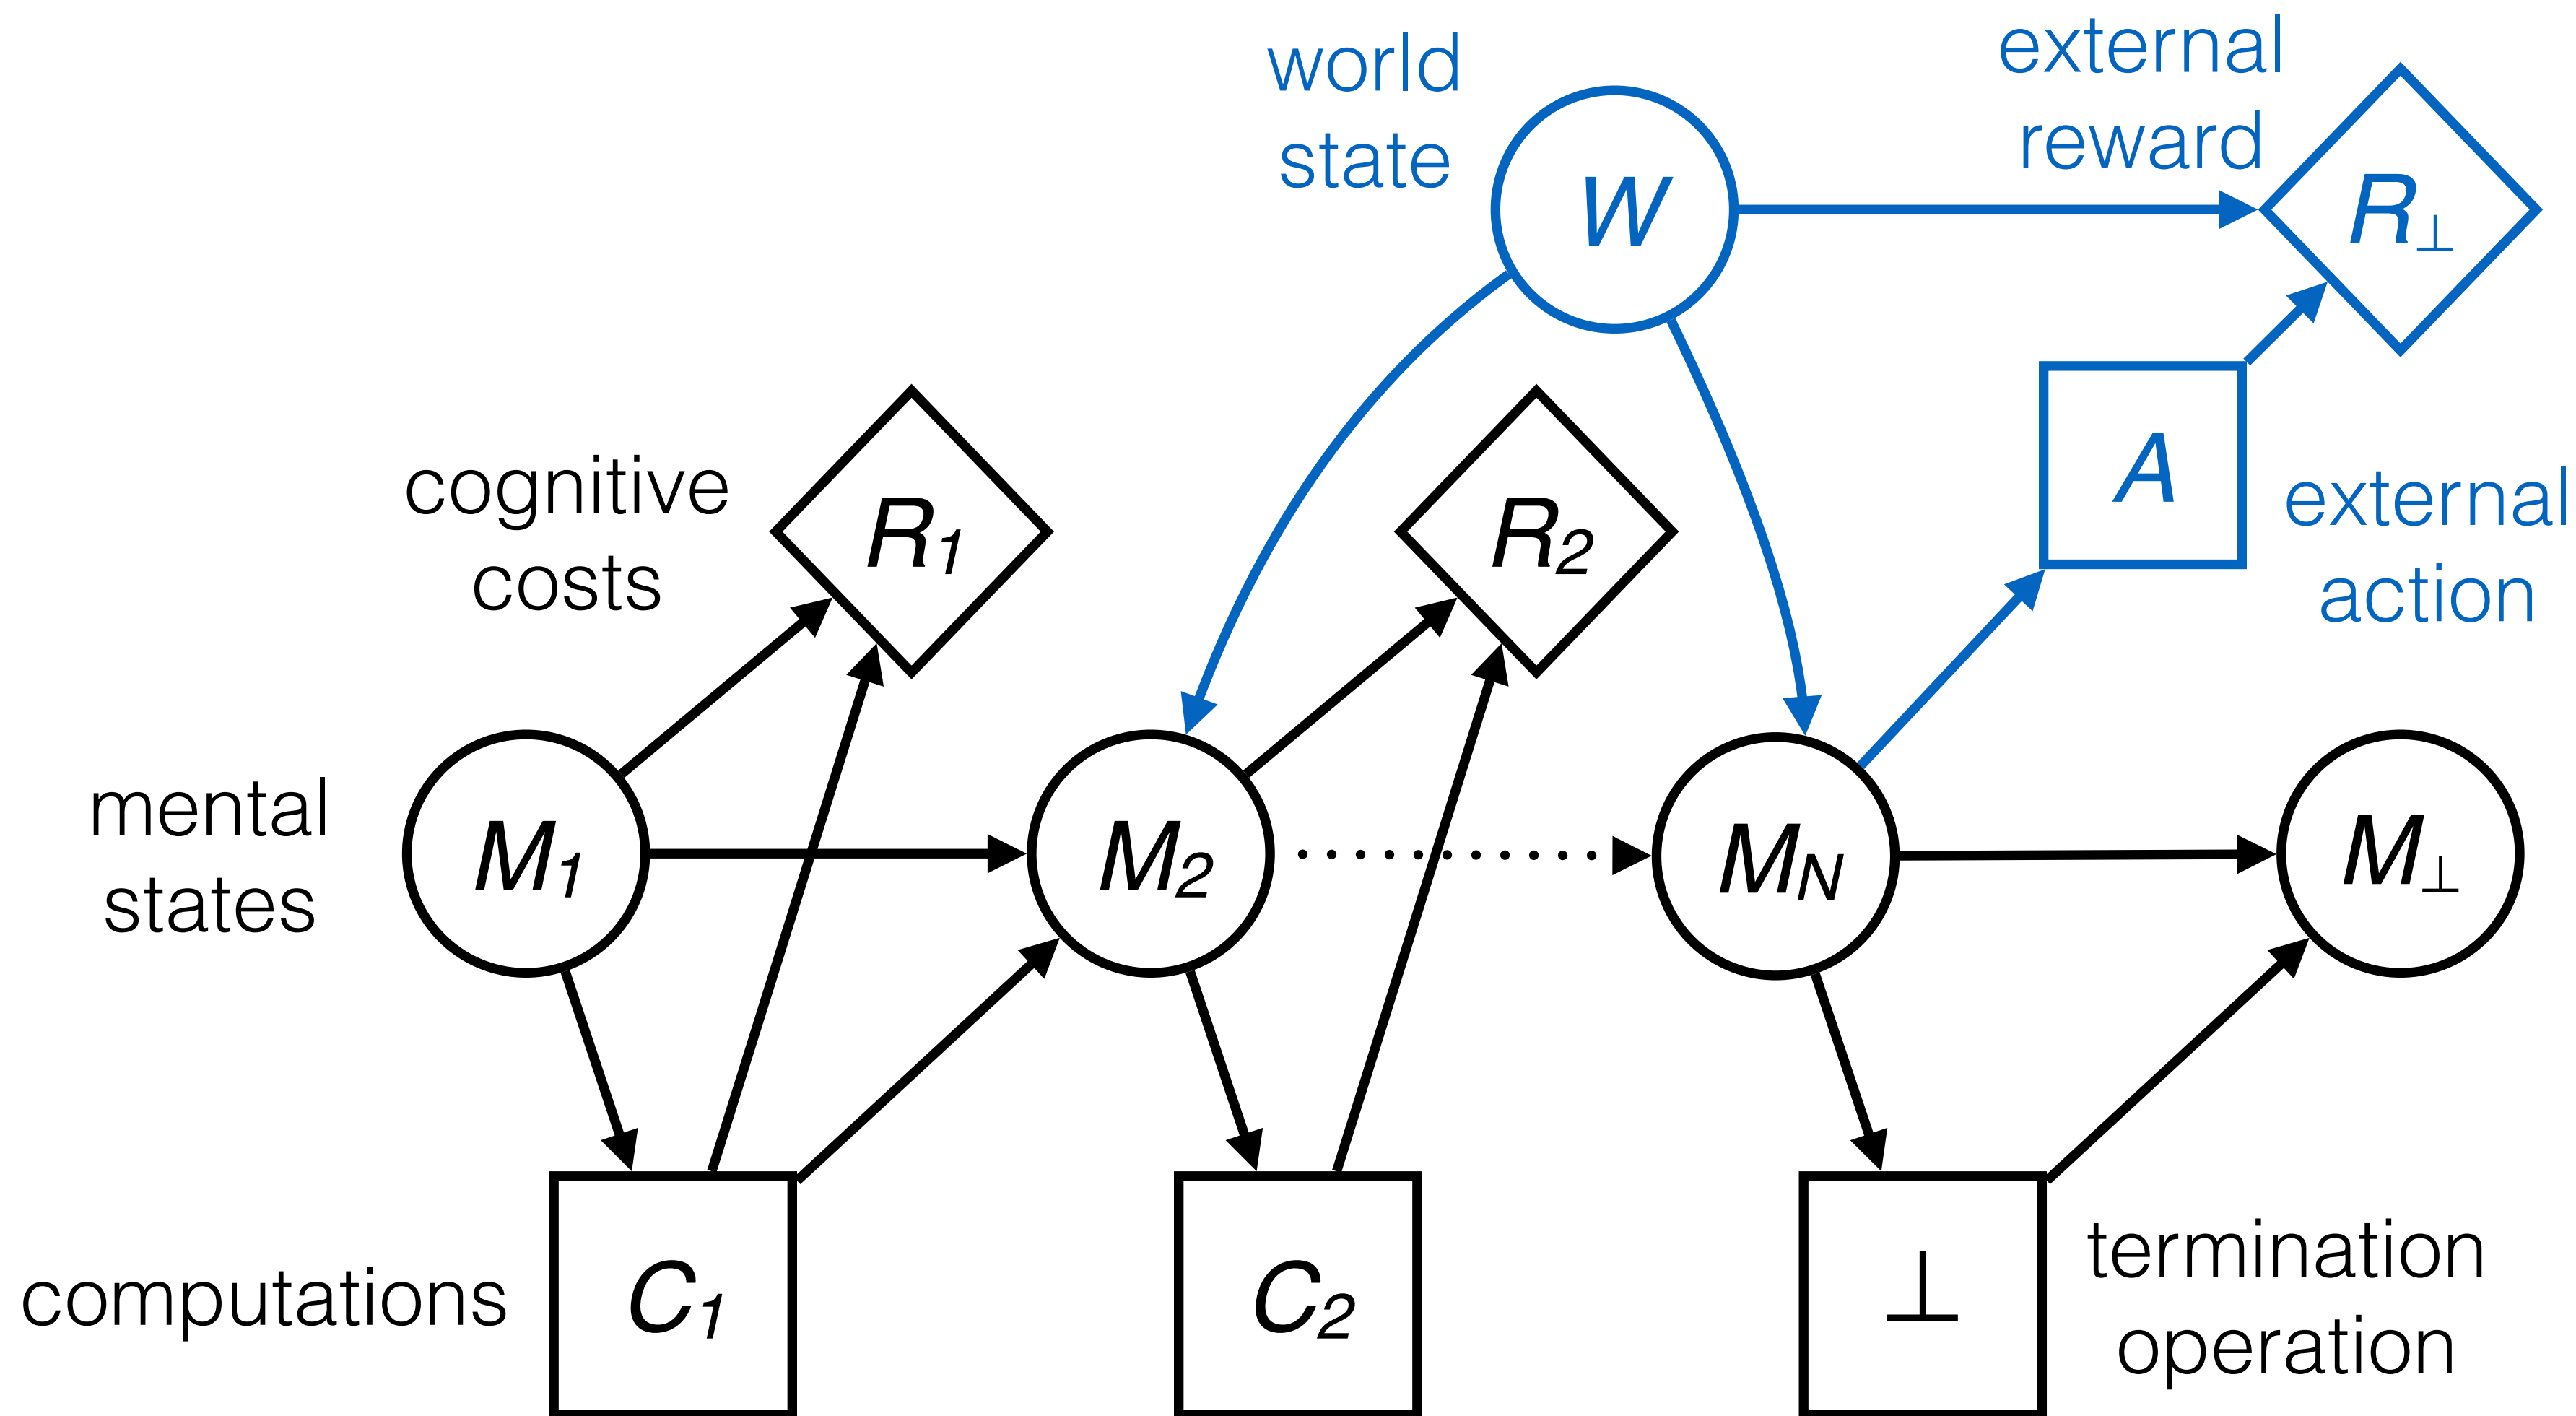 world
state
W
external
reward
R⊥
cognitive
costs
R1
R2
A
external
action
mental
states
M1
M2
MN
M⊥
computations
C1
C2
⊥
termination
operation